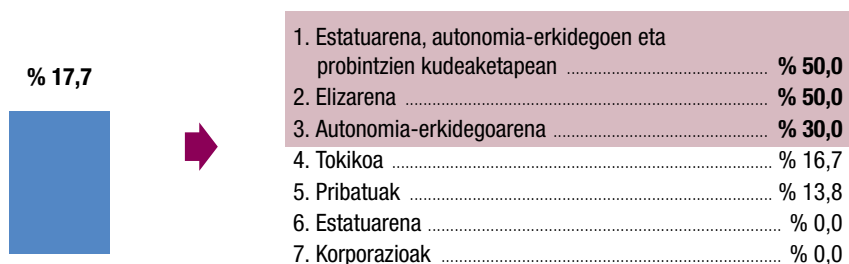 % 17,7
1. Estatuarena, autonomia-erkidegoen eta
probintzien kudeaketapean ........ % 50,0
2. Elizarena ........ % 50,0
3. Autonomia-erkidegoarena ........ % 30,0
4. Tokikoa ........ % 16,7
5. Pribatuak ........ % 13,8
6. Estatuarena ........ % 0,0
7. Korporazioak ........ % 0,0